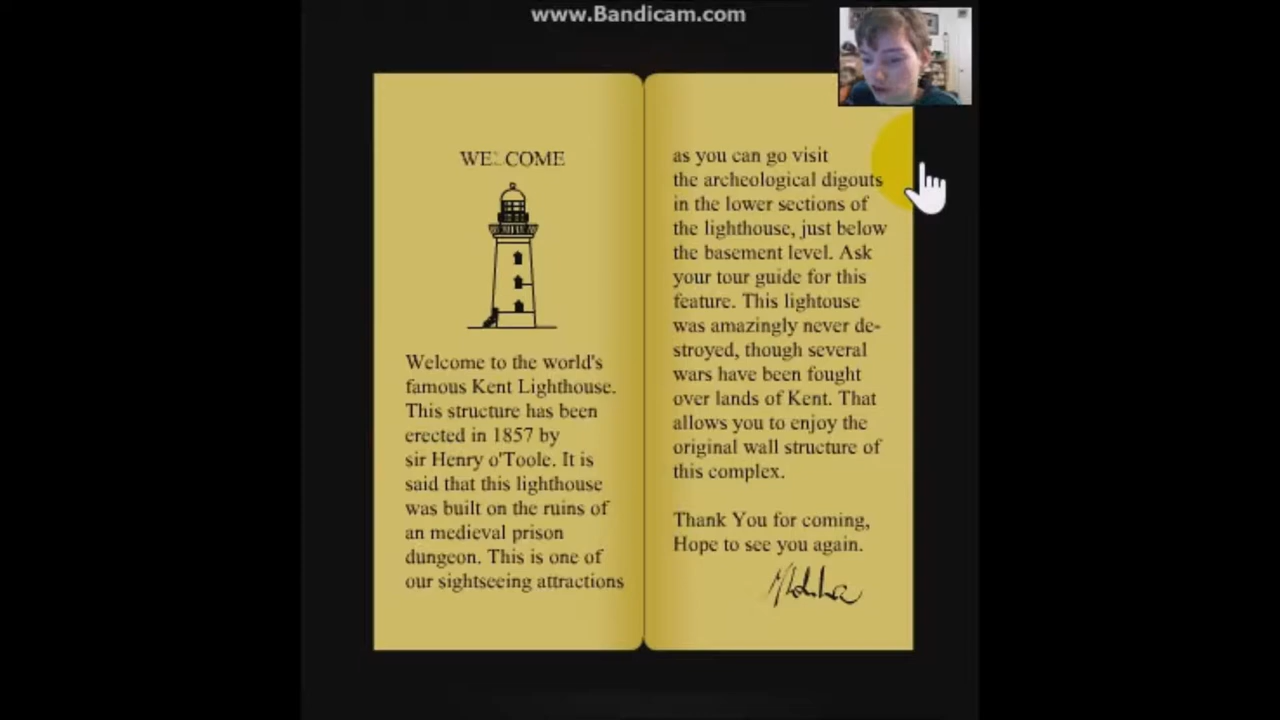 www.Bandicam.com
WELCOME
Welcome to the world's
famous Kent Lighthouse.
This structure has been
erected in 1857 by
sir Henry o'Toole. It is
said that this lighthouse
was built on the ruins of
an medieval prison
dungeon. This is one of
our sightseeing attractions
as you can go visit
the archeological digouts
in the lower sections of
the lighthouse, just below
the basement level. Ask
your tour guide for this
feature. This lightouse
was amazingly never de-
stroyed, though several
wars have been fought
over lands of Kent. That
allows you to enjoy the
original wall structure of
this complex.
Thank You for coming,
Hope to see you again.